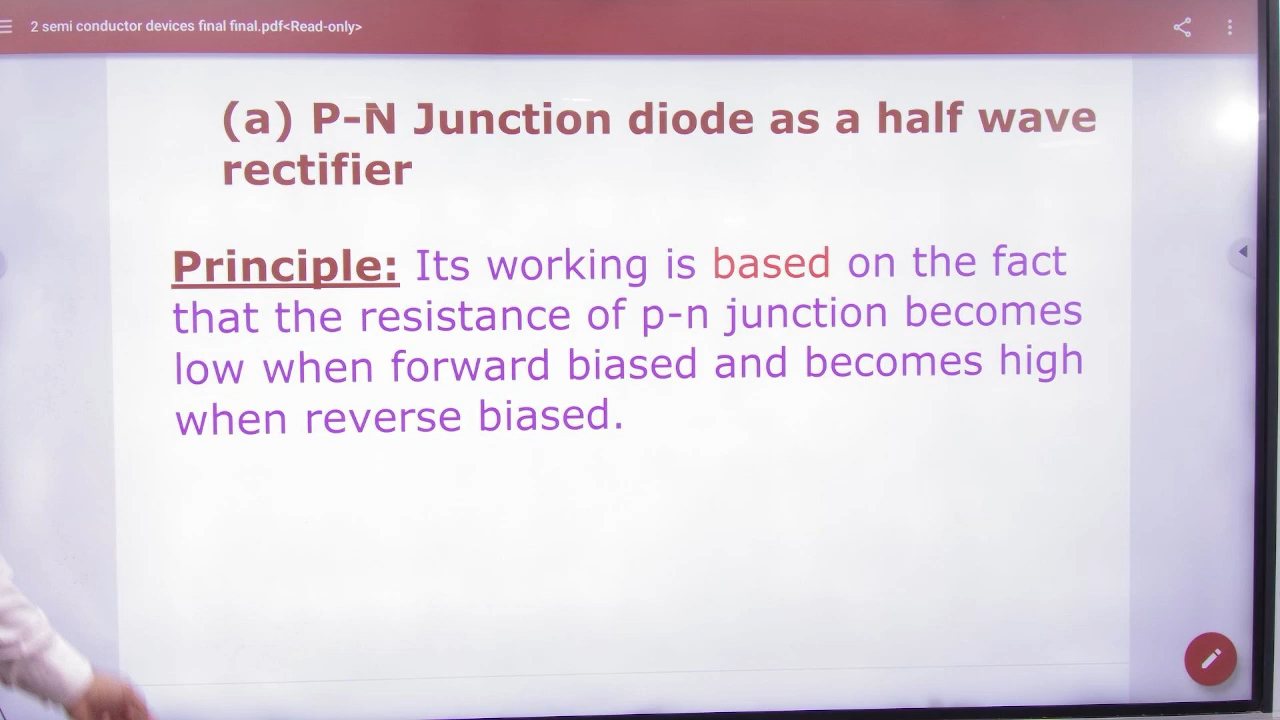 2 semi conductor devices final final.pdf<Read-only>
(a) P-N Junction diode as a half wave
rectifier
Principle: Its working is based on the fact
that the resistance of p-n junction becomes
low when forward biased and becomes high
when reverse biased.